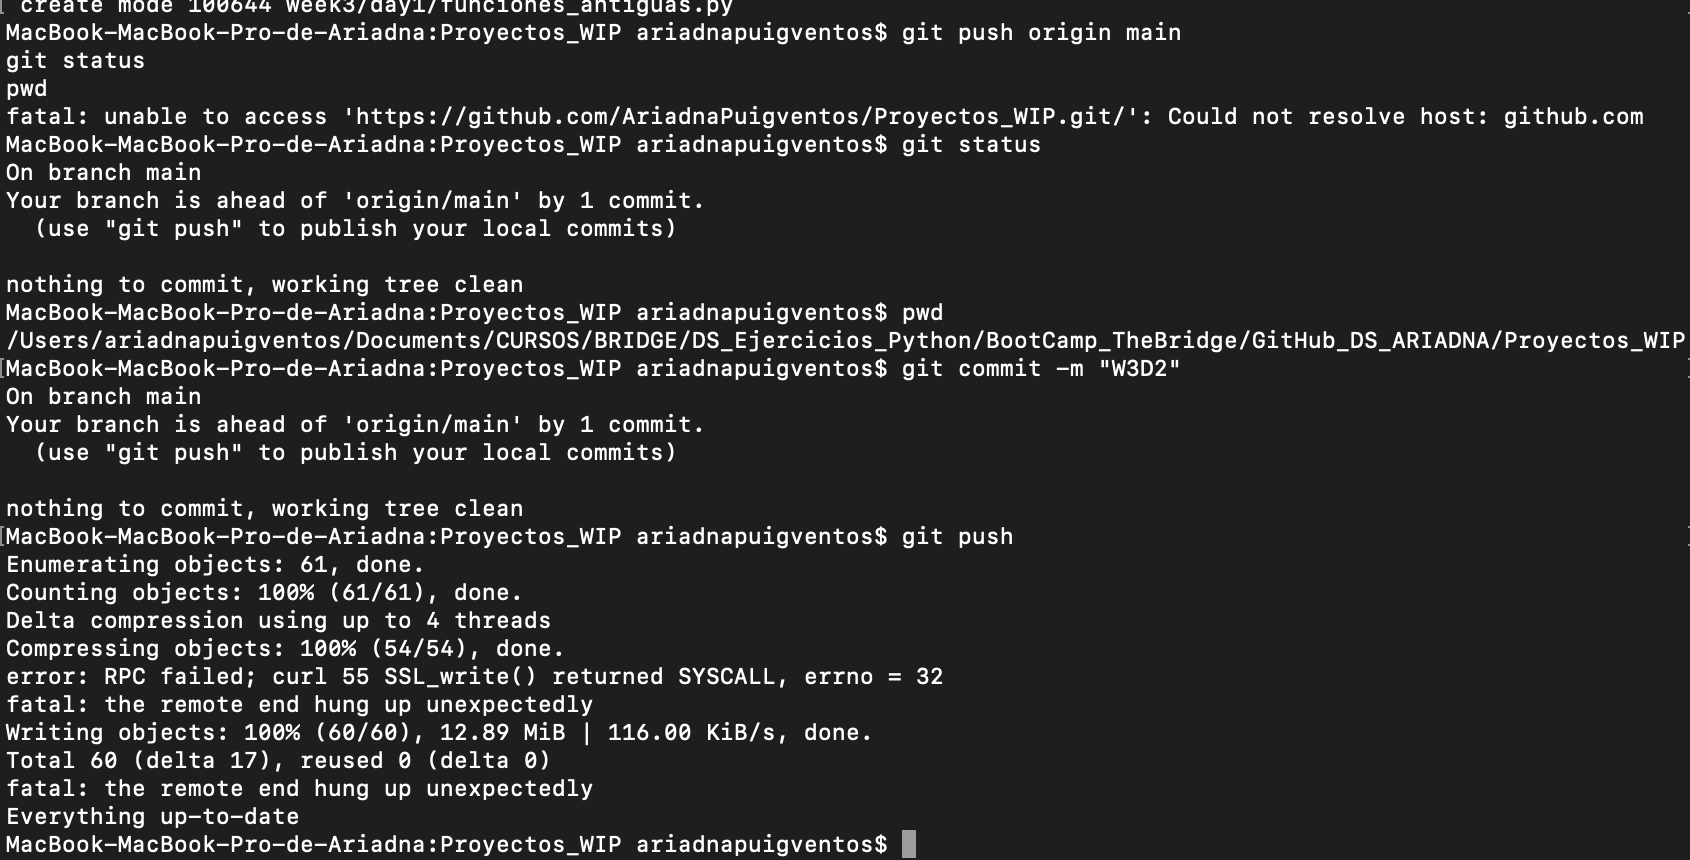 create mode 100644 week3/day1/funciones_antiguas.py
MacBook-MacBook-Pro-de-Ariadna:Proyectos_WIP ariadnapuigventos$ git push origin main
git status
pwd
fatal: unable to access 'https://github.com/AriadnaPuigventos/Proyectos_WIP.git/': Could not resolve host: github.com
MacBook-MacBook-Pro-de-Ariadna:Proyectos_WIP ariadnapuigventos$ git status
On branch main
Your branch is ahead of 'origin/main' by 1 commit.
  (use "git push" to publish your local commits)

nothing to commit, working tree clean
MacBook-MacBook-Pro-de-Ariadna:Proyectos_WIP ariadnapuigventos$ pwd
/Users/ariadnapuigventos/Documents/CURSOS/BRIDGE/DS_Ejercicios_Python/BootCamp_TheBridge/GitHub_DS_ARIADNA/Proyectos_WIP
MacBook-MacBook-Pro-de-Ariadna:Proyectos_WIP ariadnapuigventos$ git commit -m "W3D2"
On branch main
Your branch is ahead of 'origin/main' by 1 commit.
  (use "git push" to publish your local commits)

nothing to commit, working tree clean
MacBook-MacBook-Pro-de-Ariadna:Proyectos_WIP ariadnapuigventos$ git push
Enumerating objects: 61, done.
Counting objects: 100% (61/61), done.
Delta compression using up to 4 threads
Compressing objects: 100% (54/54), done.
error: RPC failed; curl 55 SSL_write() returned SYSCALL, errno = 32
fatal: the remote end hung up unexpectedly
Writing objects: 100% (60/60), 12.89 MiB | 116.00 KiB/s, done.
Total 60 (delta 17), reused 0 (delta 0)
fatal: the remote end hung up unexpectedly
Everything up-to-date
MacBook-MacBook-Pro-de-Ariadna:Proyectos_WIP ariadnapuigventos$